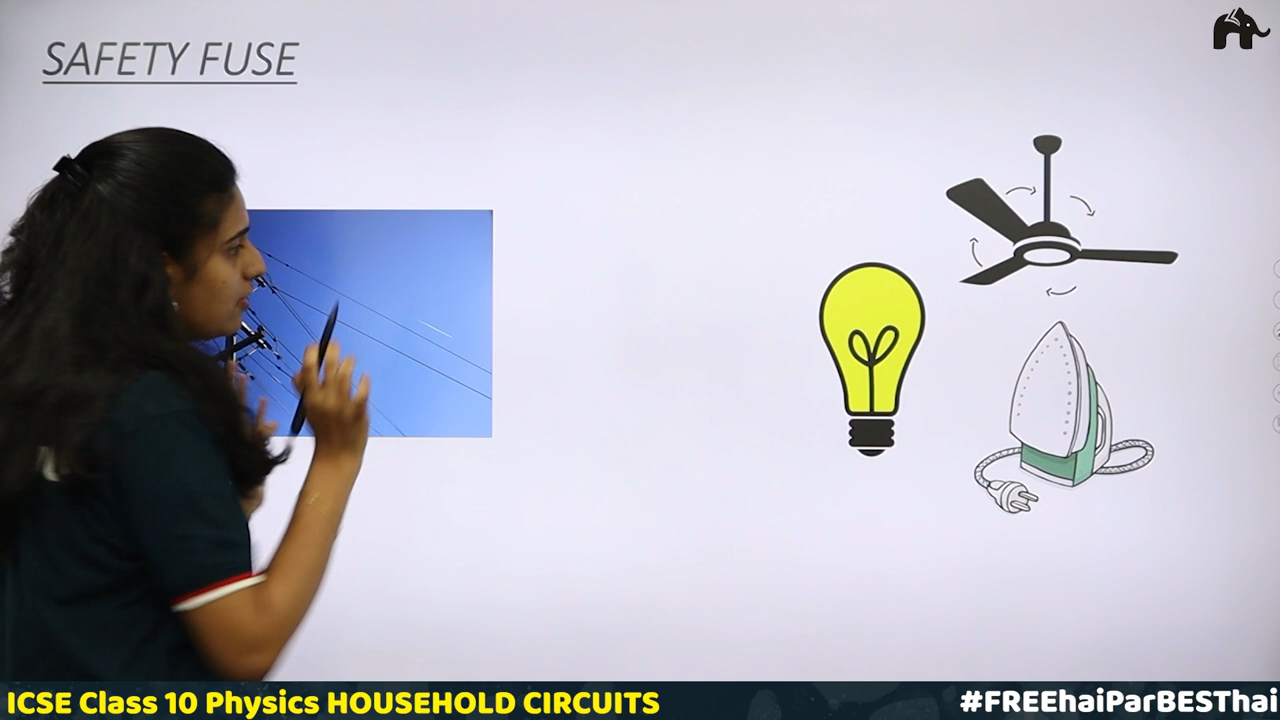 SAFETY FUSE
ICSE Class 10 Physics HOUSEHOLD CIRCUITS
#FREEhaiParBESThai